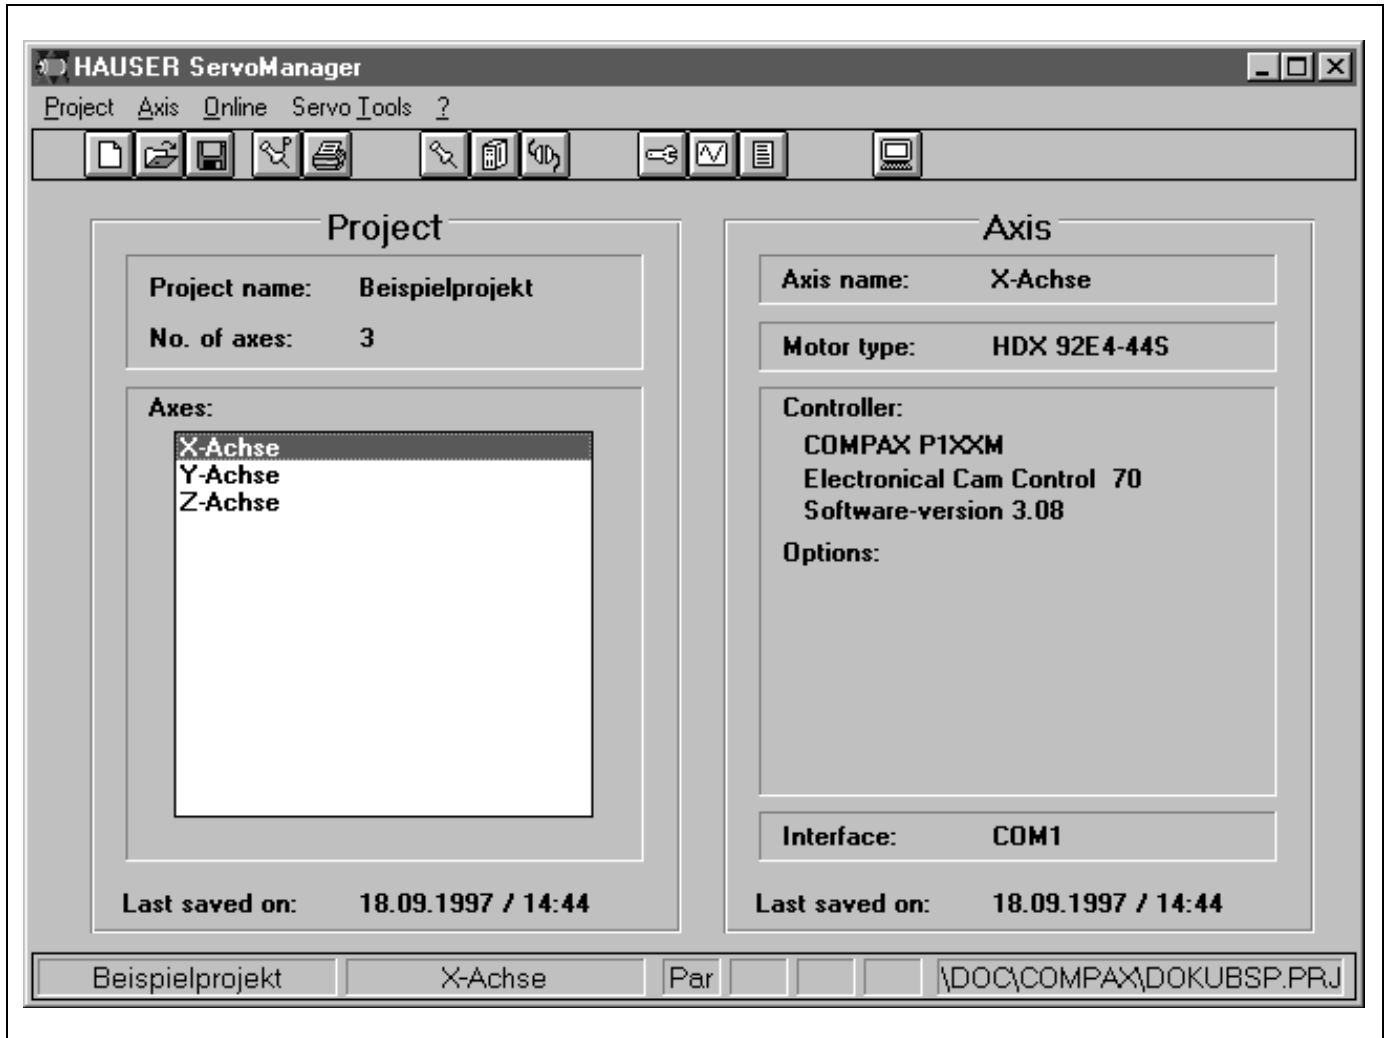 HAUSER ServoManager
Project Axis Online Servo Tools ?
Project
Project name: Beispielprojekt
No. of axes: 3
Axes:
X-Achse
Y-Achse
Z-Achse
Last saved on: 18.09.1997 / 14:44
Axis
Axis name: X-Achse
Motor type: HDX 92E4-44S
Controller:
COMPAX P1XXM
Electronical Cam Control 70
Software-version 3.08
Options:
Interface: COM1
Last saved on: 18.09.1997 / 14:44
Beispielprojekt X-Achse Par \DOC\COMPAX\DOKUBSP.PRJ